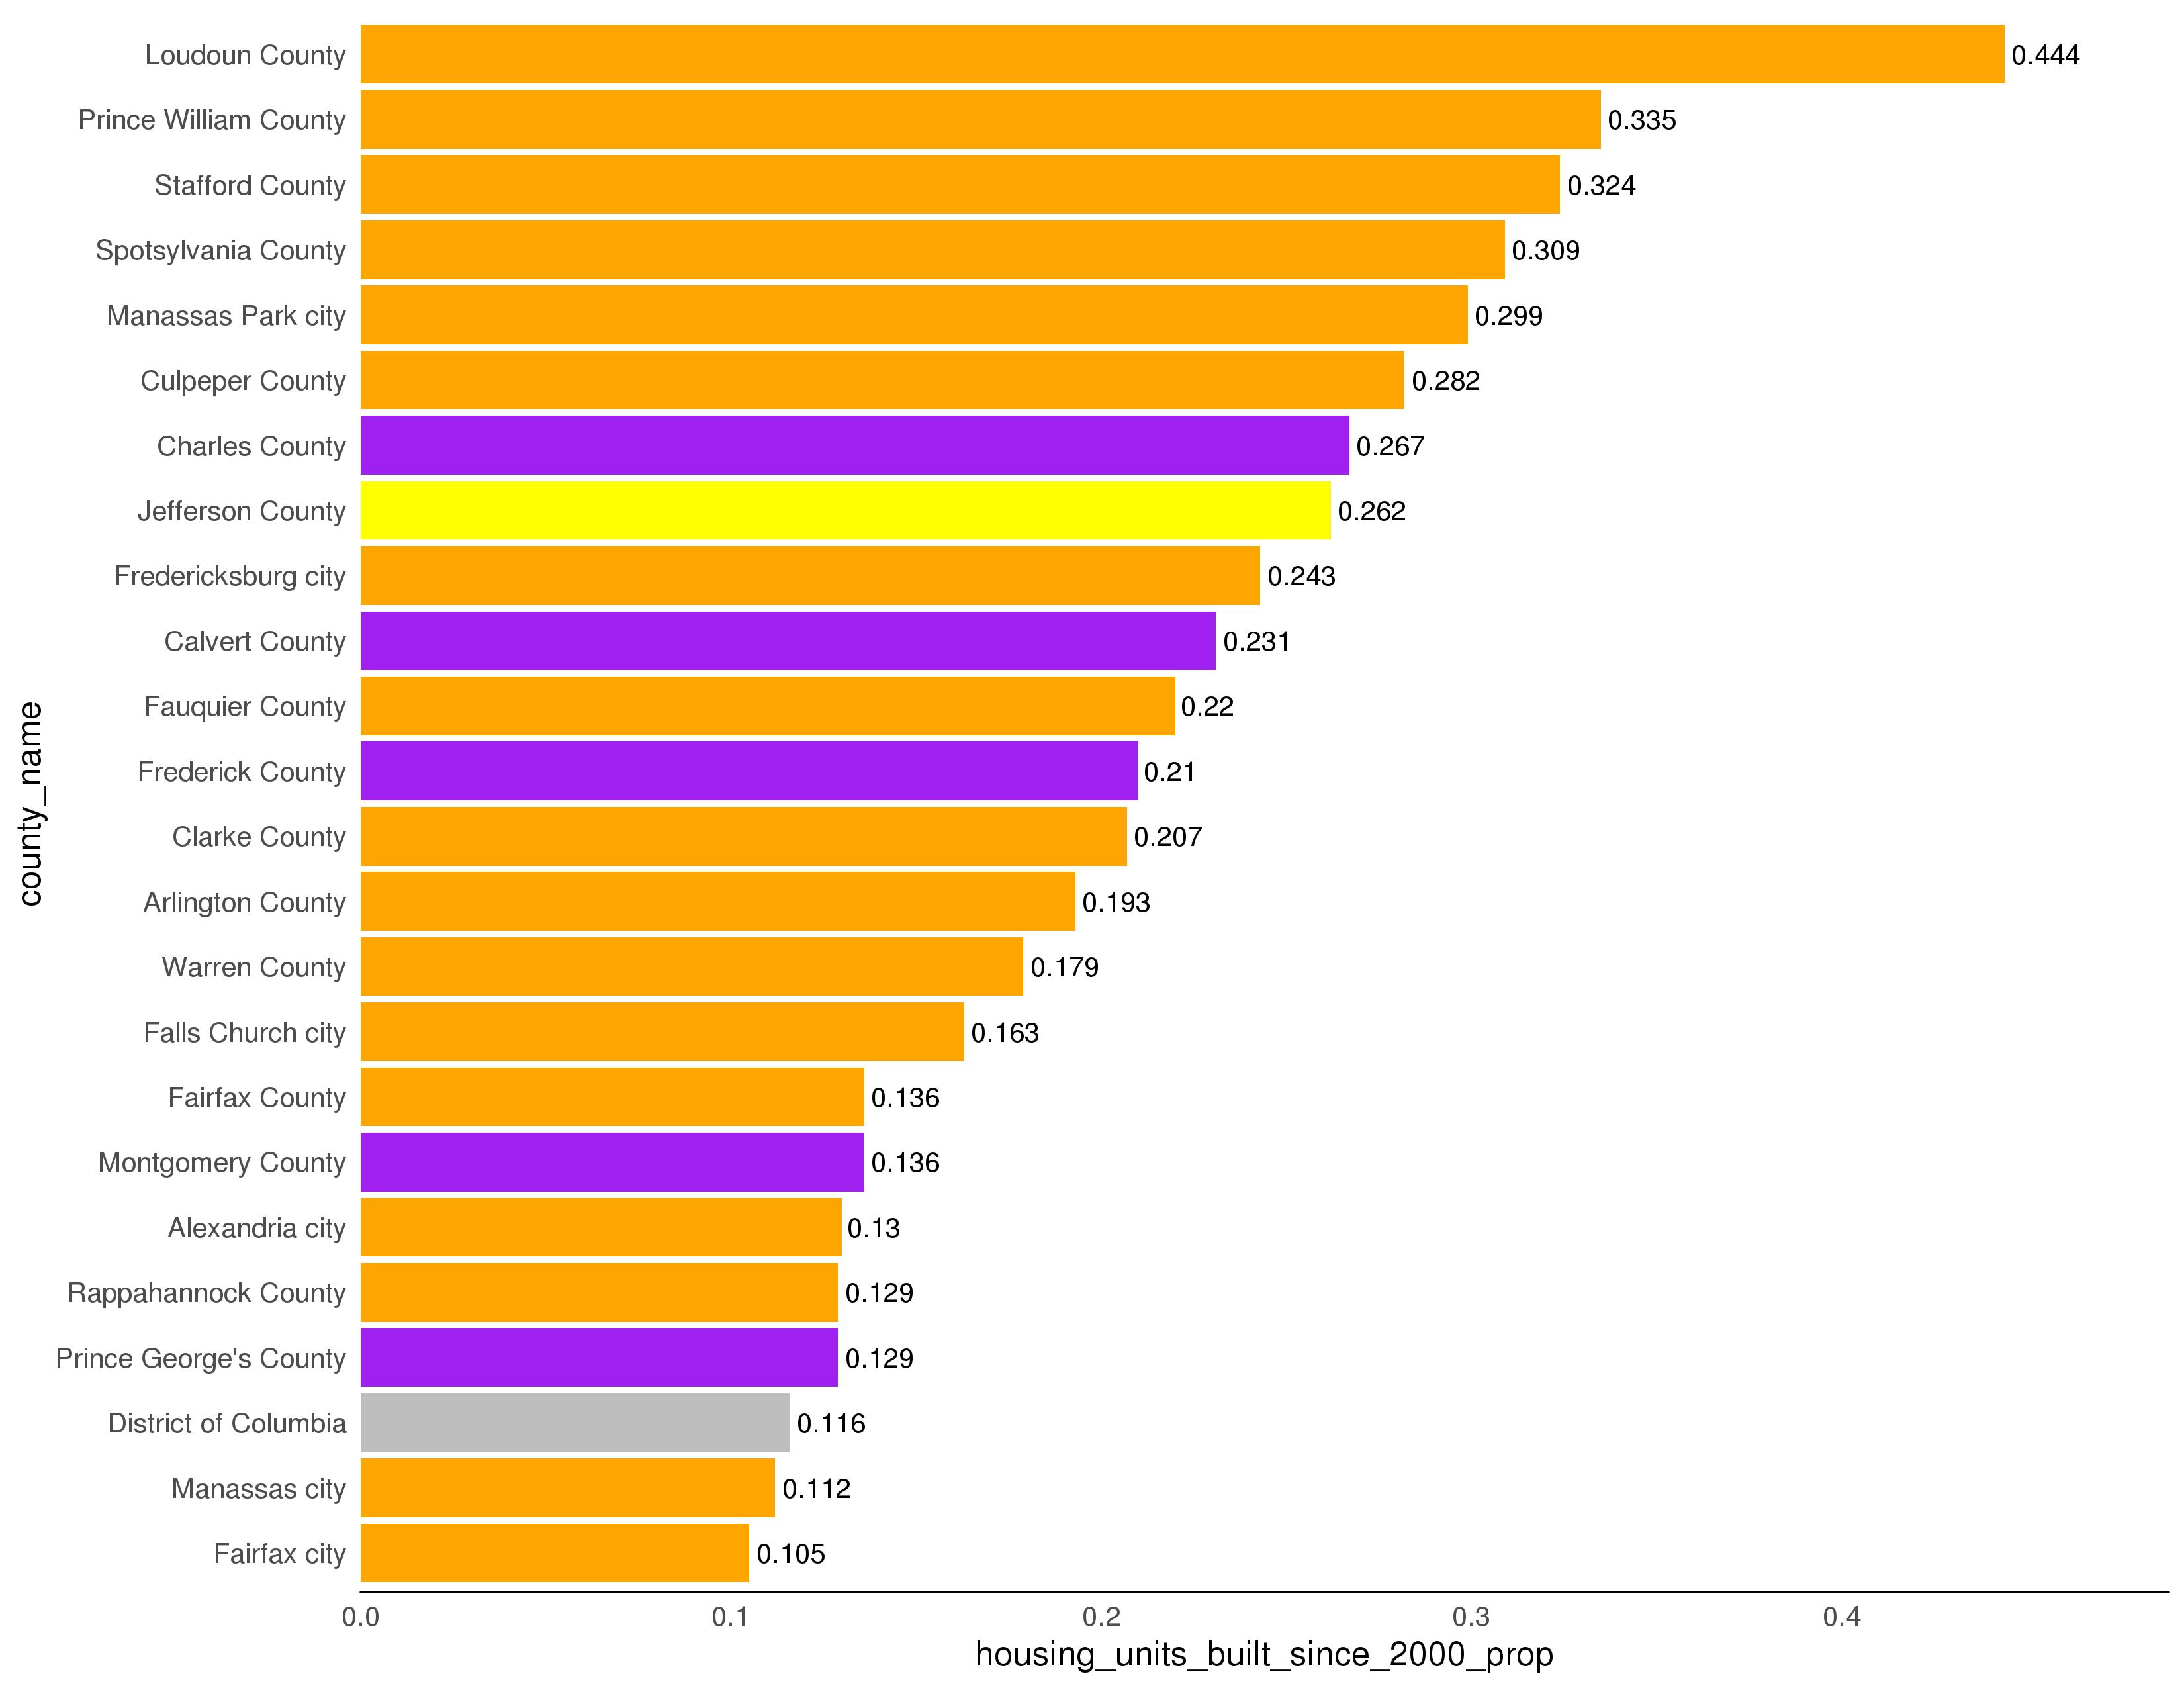 Loudoun County 0.444
Prince William County 0.335
Stafford County 0.324
Spotsylvania County 0.309
Manassas Park city 0.299
Culpeper County 0.282
Charles County 0.267
Jefferson County 0.262
Fredericksburg city 0.243
Calvert County 0.231
Fauquier County 0.22
Frederick County 0.21
Clarke County 0.207
Arlington County 0.193
Warren County 0.179
Falls Church city 0.163
Fairfax County 0.136
Montgomery County 0.136
Alexandria city 0.13
Rappahannock County 0.129
Prince George's County 0.129
District of Columbia 0.116
Manassas city 0.112
Fairfax city 0.105
county_name
0.0 0.1 0.2 0.3 0.4
housing_units_built_since_2000_prop